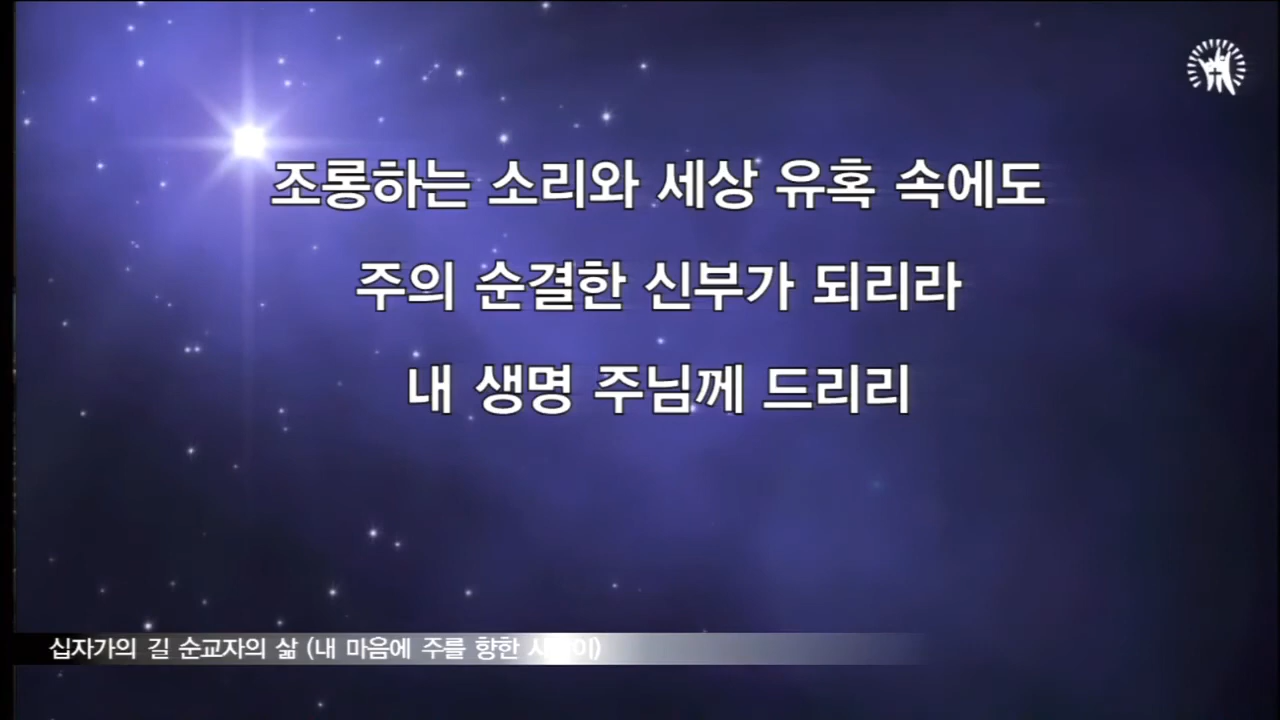 조롱하는 소리와 세상 유혹 속에도
주의 순결한 신부가 되리라
내 생명 주님께 드리리
십자가의 길 순교자의 삶 (내 마음에 주를 향한